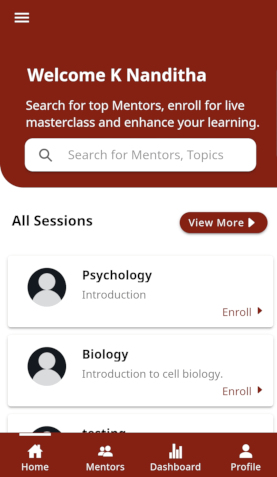 Welcome K Nanditha
Search for top Mentors, enroll for live
masterclass and enhance your learning.
Search for Mentors, Topics
All Sessions
View More
Psychology
Introduction
Enroll
Biology
Introduction to cell biology.
Enroll
testing
Home Mentors Dashboard Profile